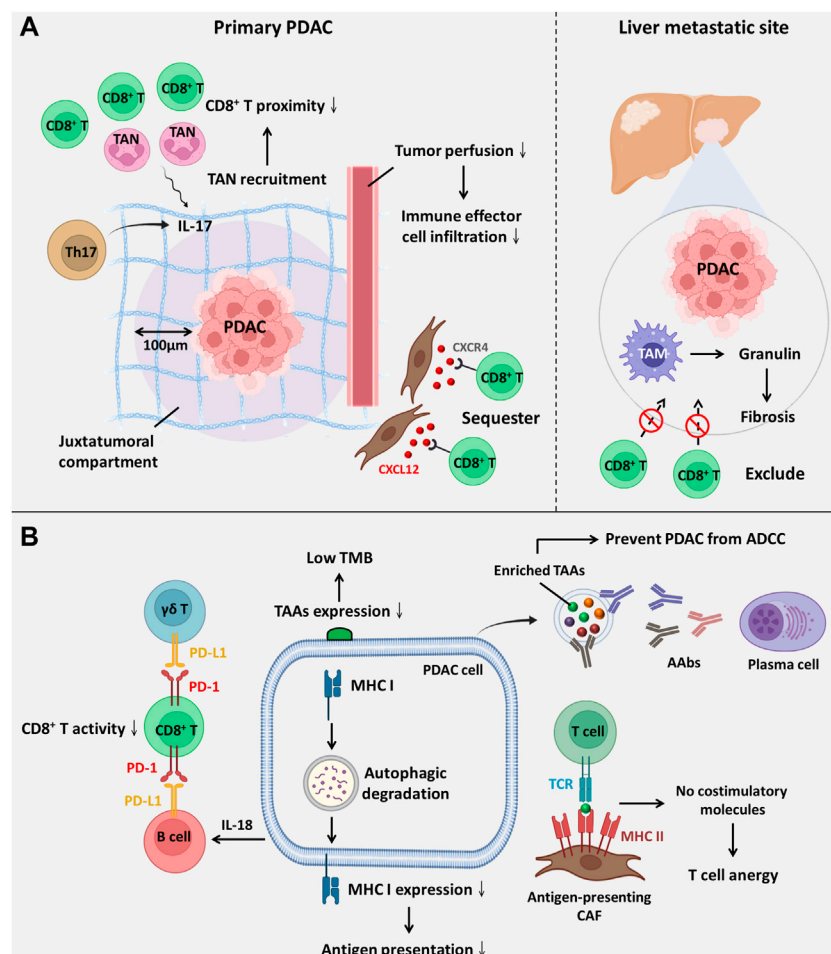 A
Primary PDAC
Liver metastatic site
CD8⁺ T
CD8⁺ T
CD8⁺ T
CD8⁺ T proximity ↓
TAN
TAN
TAN recruitment
Tumor perfusion ↓
Immune effector
cell infiltration ↓
IL-17
Th17
PDAC
100μm
Juxtatumoral
compartment
CXCR4
CD8⁺ T
Sequester
CXCL12
CD8⁺ T
PDAC
TAM
Granulin
Fibrosis
CD8⁺ T
CD8⁺ T
Exclude
B
Low TMB
TAAs expression ↓
Prevent PDAC from ADCC
Enriched TAAs
γδ T
PD-L1
PD-1
CD8⁺ T activity ↓
CD8⁺ T
PD-1
PD-L1
B cell
IL-18
PDAC cell
MHC I
Autophagic
degradation
MHC I expression ↓
Antigen presentation ↓
AAbs
Plasma cell
T cell
TCR
MHC II
No costimulatory
molecules
T cell anergy
Antigen-presenting
CAF